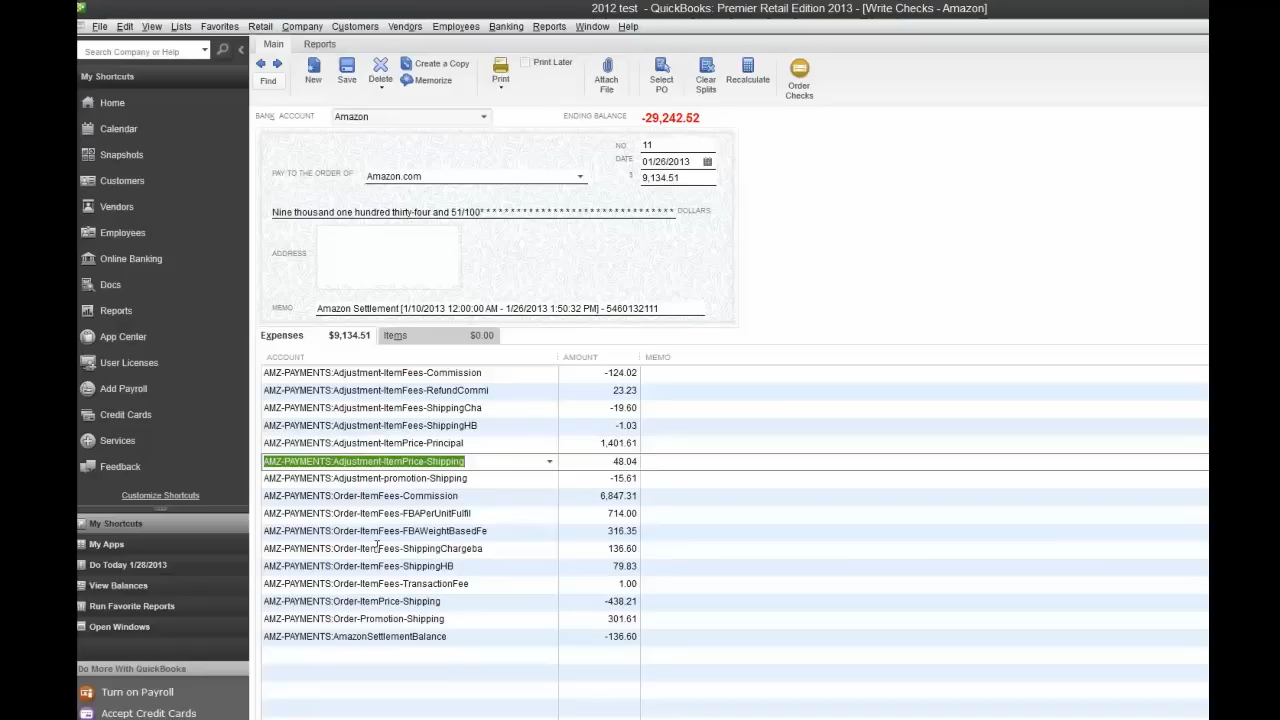 2012 test - QuickBooks: Premier Retail Edition 2013 - [Write Checks - Amazon]
File Edit View Lists Favorites Retail Company Customers Vendors Employees Banking Reports Window Help
Search Company or Help
My Shortcuts
Home
Calendar
Snapshots
Customers
Vendors
Employees
Online Banking
Docs
Reports
App Center
User Licenses
Add Payroll
Credit Cards
Services
Feedback
Customize Shortcuts
My Shortcuts
My Apps
Do Today 1/28/2013
View Balances
Run Favorite Reports
Open Windows
Do More With QuickBooks
Turn on Payroll
Accept Credit Cards
Main Reports
Find
New
Save
Delete
Create a Copy
Memorize
Print
Print Later
Attach File
Select PO
Clear Splits
Recalculate
Order Checks
BANK ACCOUNT Amazon ENDING BALANCE -29,242.52
NO. 11
DATE 01/26/2013
PAY TO THE ORDER OF Amazon.com $ 9,134.51
Nine thousand one hundred thirty-four and 51/100* * * * * * * * * * * * * * * * * * * * * * * * * * * * * * * * * DOLLARS
ADDRESS
MEMO Amazon Settlement [1/10/2013 12:00:00 AM - 1/26/2013 1:50:32 PM] - 5460132111
Expenses $9,134.51 Items $0.00
ACCOUNT AMOUNT MEMO
AMZ-PAYMENTS:Adjustment-ItemFees-Commission -124.02
AMZ-PAYMENTS:Adjustment-ItemFees-RefundCommi 23.23
AMZ-PAYMENTS:Adjustment-ItemFees-ShippingCha -19.60
AMZ-PAYMENTS:Adjustment-ItemFees-ShippingHB -1.03
AMZ-PAYMENTS:Adjustment-ItemPrice-Principal 1,401.61
AMZ-PAYMENTS:Adjustment-ItemPrice-Shipping 48.04
AMZ-PAYMENTS:Adjustment-promotion-Shipping -15.61
AMZ-PAYMENTS:Order-ItemFees-Commission 6,847.31
AMZ-PAYMENTS:Order-ItemFees-FBAPerUnitFulfil 714.00
AMZ-PAYMENTS:Order-ItemFees-FBAWeightBasedFe 316.35
AMZ-PAYMENTS:Order-ItemFees-ShippingChargeba 136.60
AMZ-PAYMENTS:Order-ItemFees-ShippingHB 79.83
AMZ-PAYMENTS:Order-ItemFees-TransactionFee 1.00
AMZ-PAYMENTS:Order-ItemPrice-Shipping -438.21
AMZ-PAYMENTS:Order-Promotion-Shipping 301.61
AMZ-PAYMENTS:AmazonSettlementBalance -136.60